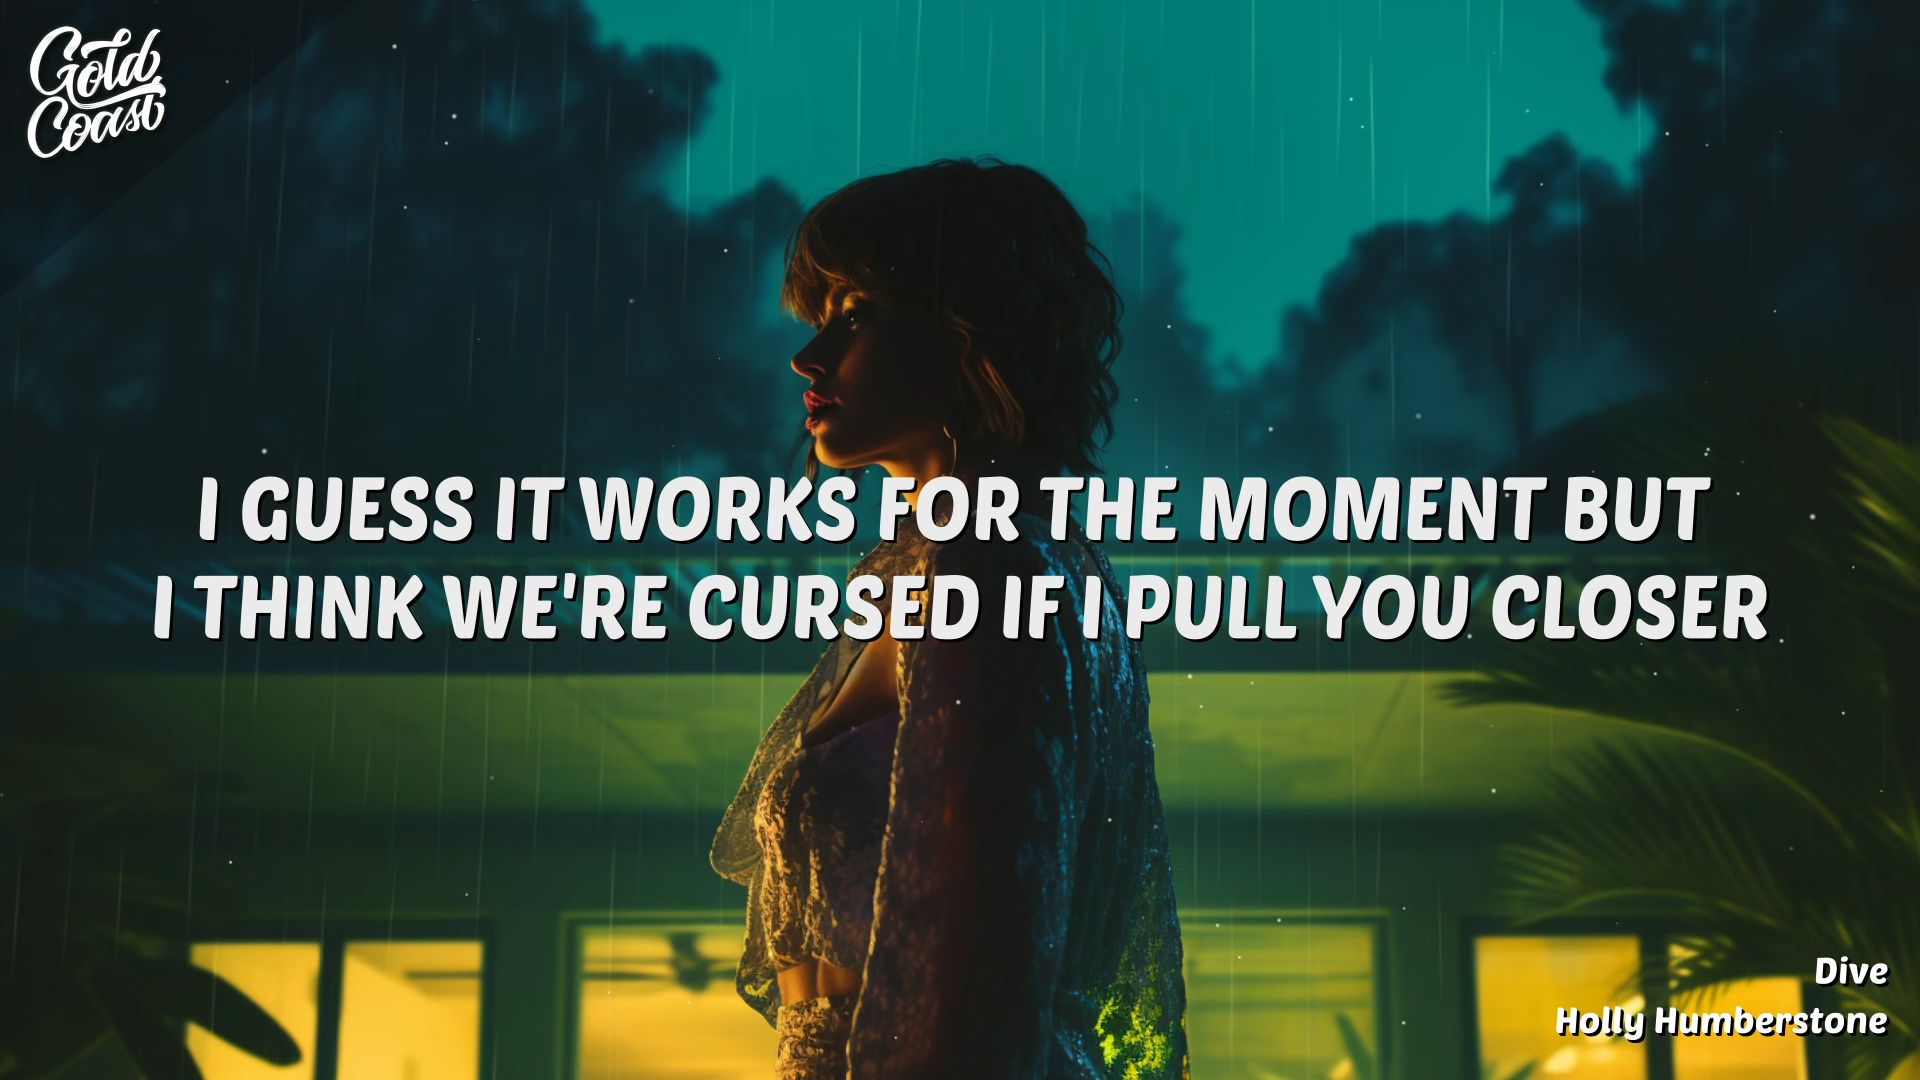 Gold
Coast
I GUESS IT WORKS FOR THE MOMENT BUT
I THINK WE'RE CURSED IF I PULL YOU CLOSER
Dive
Holly Humberstone